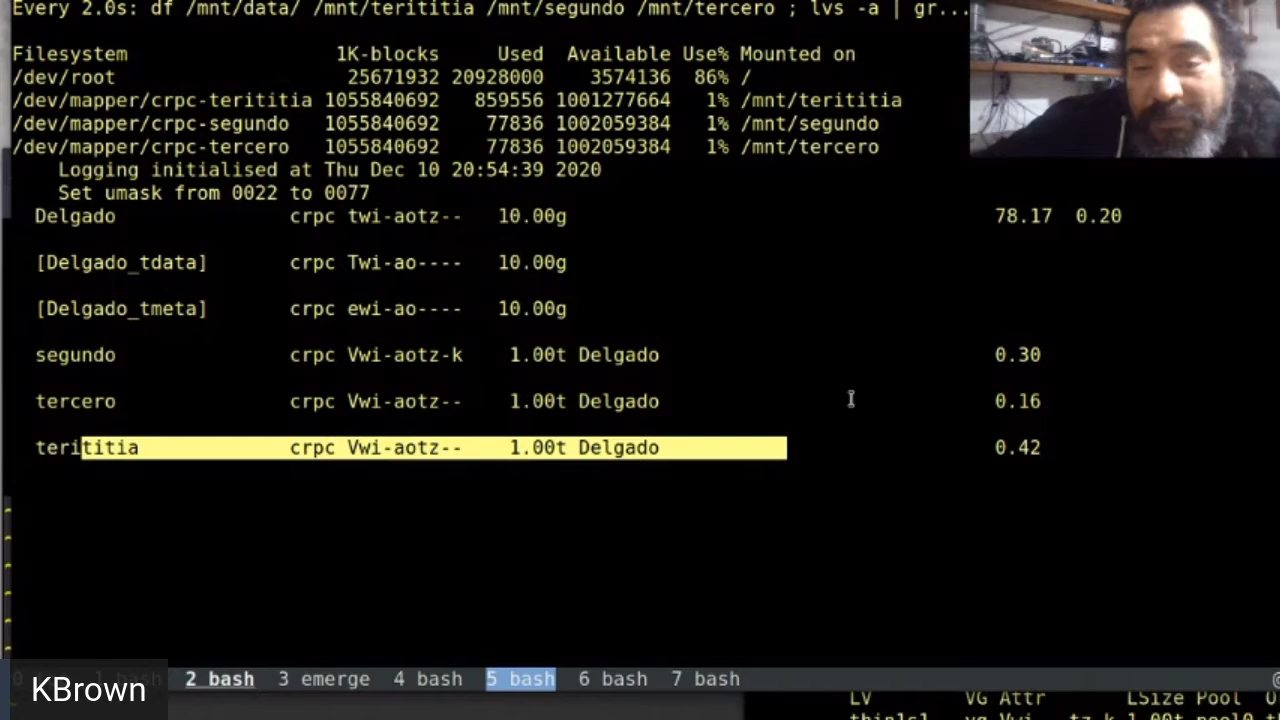 Every 2.0s: df /mnt/data/ /mnt/terititia /mnt/segundo /mnt/tercero ; lvs -a | gr...
Filesystem 1K-blocks Used Available Use% Mounted on
/dev/root 25671932 20928000 3574136 86% /
/dev/mapper/crpc-terititia 1055840692 859556 1001277664 1% /mnt/terititia
/dev/mapper/crpc-segundo 1055840692 77836 1002059384 1% /mnt/segundo
/dev/mapper/crpc-tercero 1055840692 77836 1002059384 1% /mnt/tercero
Logging initialised at Thu Dec 10 20:54:39 2020
Set umask from 0022 to 0077
Delgado crpc twi-aotz-- 10.00g 78.17 0.20
[Delgado_tdata] crpc Twi-ao---- 10.00g
[Delgado_tmeta] crpc ewi-ao---- 10.00g
segundo crpc Vwi-aotz-k 1.00t Delgado 0.30
tercero crpc Vwi-aotz-- 1.00t Delgado 0.16
terititia crpc Vwi-aotz-- 1.00t Delgado 0.42
bash 2 bash 3 emerge 4 bash 5 bash 6 bash 7 bash
KBrown
LV VG Attr LSize Pool